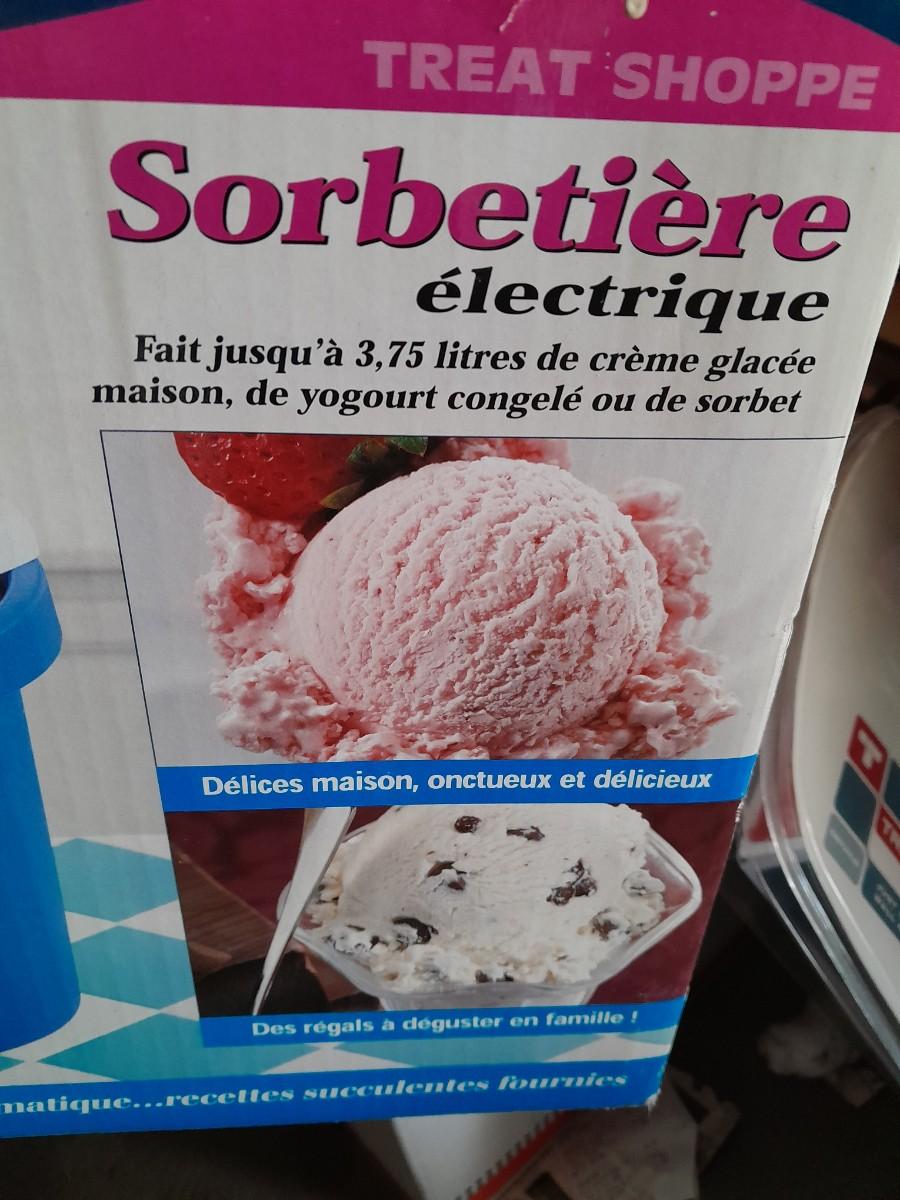 TREAT SHOPPE
Sorbetière
électrique
Fait jusqu'à 3,75 litres de crème glacée
maison, de yogourt congelé ou de sorbet
Délices maison, onctueux et délicieux
Des régals à déguster en famille !
matique...recettes succulentes fournies
T